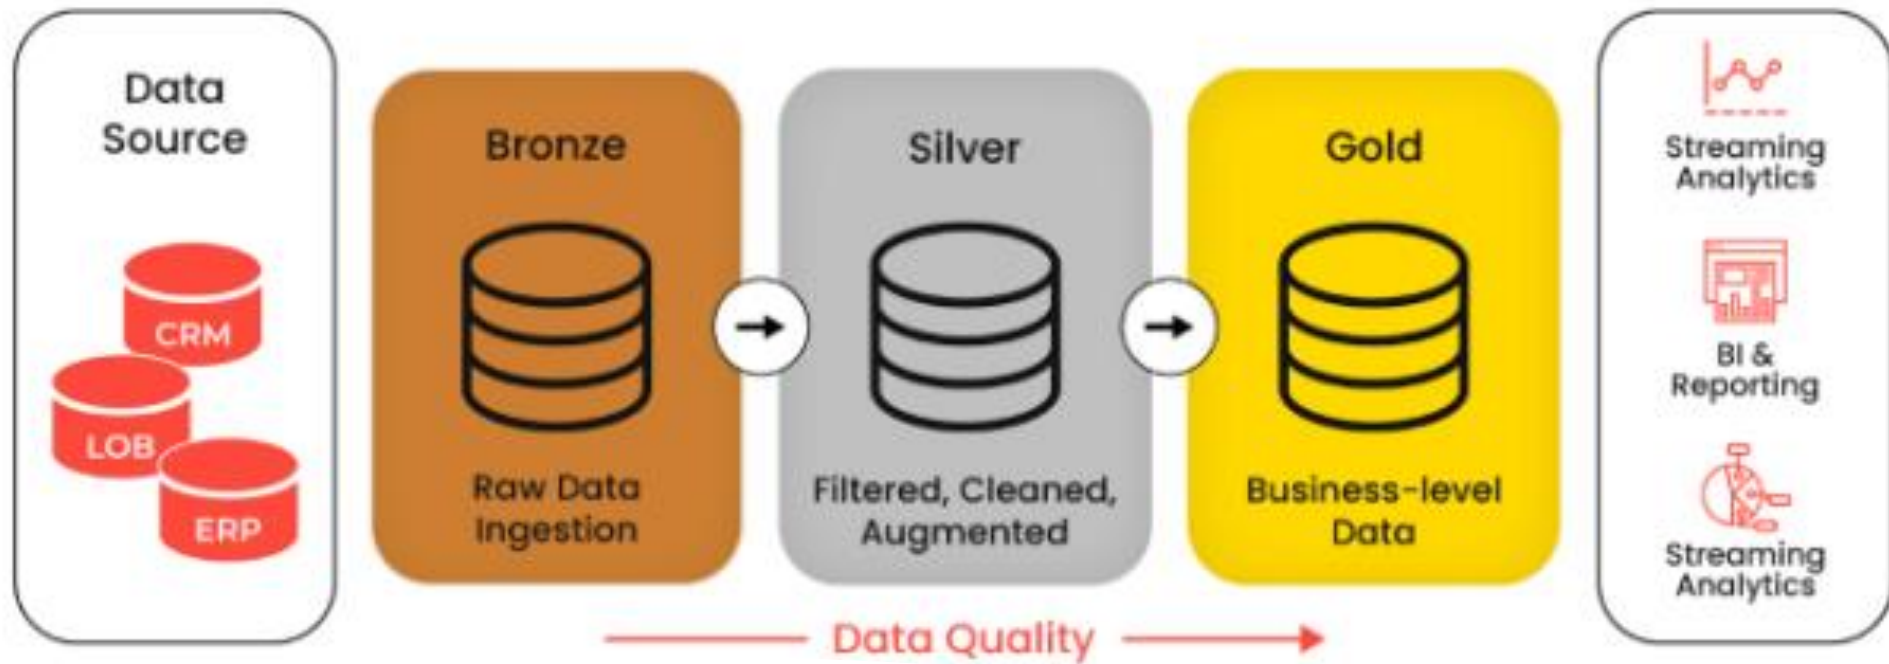 Data
Source
CRM
LOB
ERP
Bronze
Raw Data
Ingestion
Silver
Filtered, Cleaned,
Augmented
Gold
Business-level
Data
Data Quality
Streaming
Analytics
BI &
Reporting
Streaming
Analytics